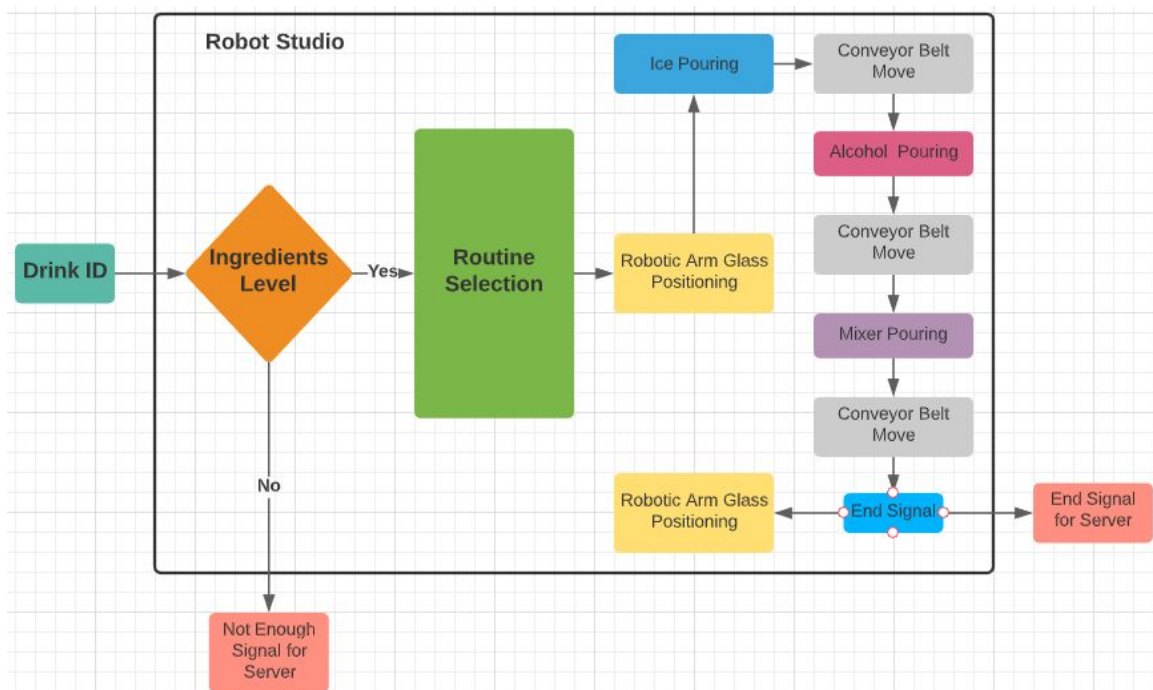 Robot Studio
Ice Pouring
Conveyor Belt
Move
Alcohol Pouring
Drink ID
Ingredients
Level
Yes
Routine
Selection
Robotic Arm Glass
Positioning
Conveyor Belt
Move
Mixer Pouring
Conveyor Belt
Move
No
Robotic Arm Glass
Positioning
End Signal
End Signal
for Server
Not Enough
Signal for
Server